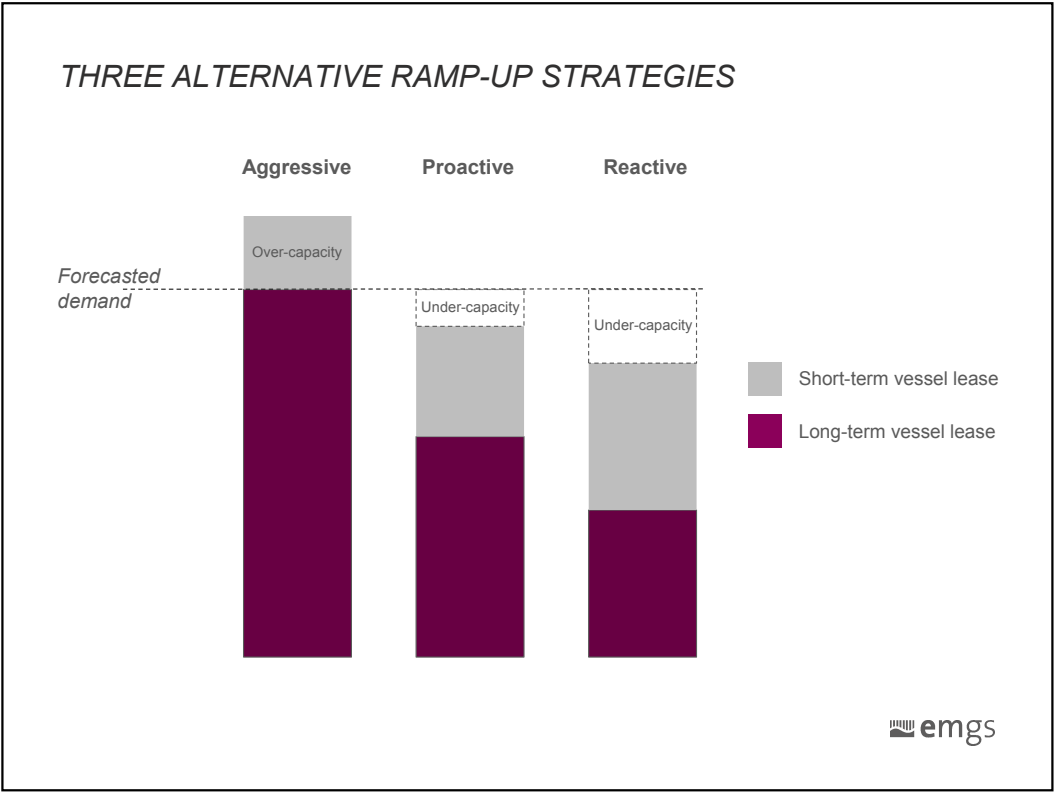 THREE ALTERNATIVE RAMP-UP STRATEGIES
Aggressive
Proactive
Reactive
Over-capacity
Forecasted
demand
Under-capacity
Under-capacity
Short-term vessel lease
Long-term vessel lease
emgs